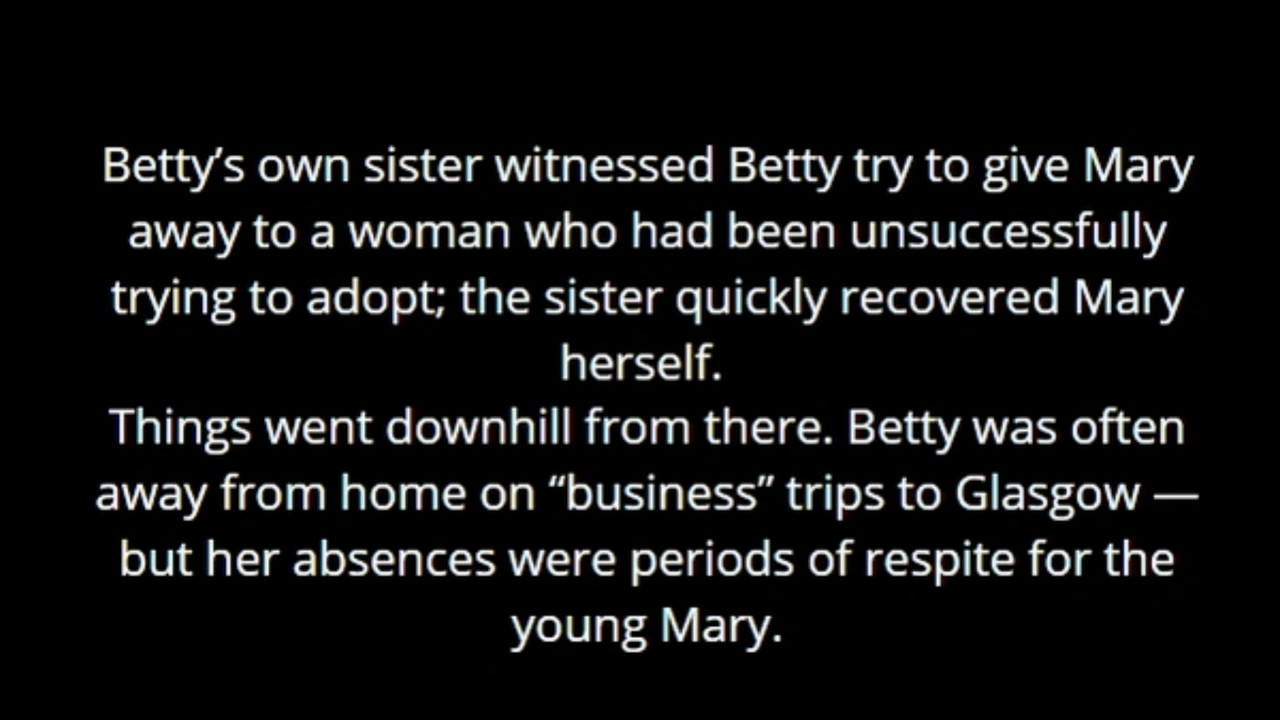 Betty’s own sister witnessed Betty try to give Mary
away to a woman who had been unsuccessfully
trying to adopt; the sister quickly recovered Mary
herself.
Things went downhill from there. Betty was often
away from home on “business” trips to Glasgow —
but her absences were periods of respite for the
young Mary.